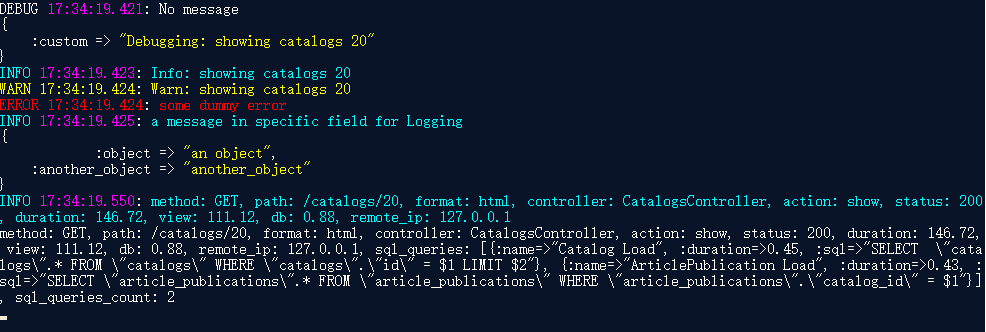 DEBUG 17:34:19.421: No message
{
    :custom => "Debugging: showing catalogs 20"
}
INFO 17:34:19.423: Info: showing catalogs 20
WARN 17:34:19.424: Warn: showing catalogs 20
ERROR 17:34:19.424: some dummy error
INFO 17:34:19.425: a message in specific field for Logging
{
            :object => "an object",
    :another_object => "another_object"
}
INFO 17:34:19.550: method: GET, path: /catalogs/20, format: html, controller: CatalogsController, action: show, status: 200
, duration: 146.72, view: 111.12, db: 0.88, remote_ip: 127.0.0.1
method: GET, path: /catalogs/20, format: html, controller: CatalogsController, action: show, status: 200, duration: 146.72,
 view: 111.12, db: 0.88, remote_ip: 127.0.0.1, sql_queries: [{:name=>"Catalog Load", :duration=>0.45, :sql=>"SELECT  \"cata
logs\".* FROM \"catalogs\" WHERE \"catalogs\".\"id\" = $1 LIMIT $2"}, {:name=>"ArticlePublication Load", :duration=>0.43, :
sql=>"SELECT \"article_publications\".* FROM \"article_publications\" WHERE \"article_publications\".\"catalog_id\" = $1"}]
, sql_queries_count: 2